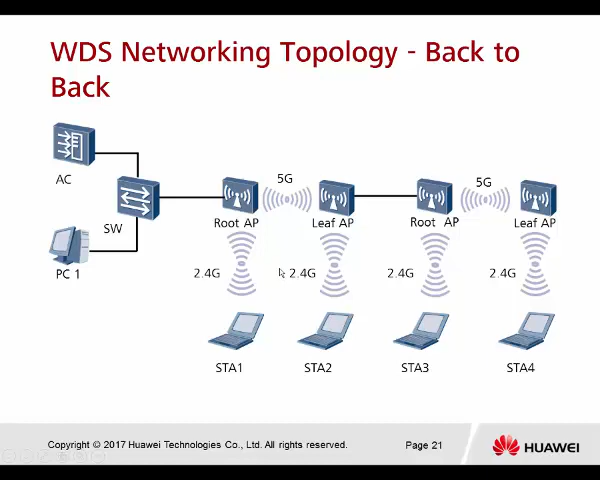 WDS Networking Topology - Back to
Back
AC
SW
PC 1
5G
5G
Root AP
Leaf AP
Root AP
Leaf AP
2.4G
2.4G
2.4G
2.4G
STA1
STA2
STA3
STA4
Copyright © 2017 Huawei Technologies Co., Ltd. All rights reserved.
Page 21
HUAWEI